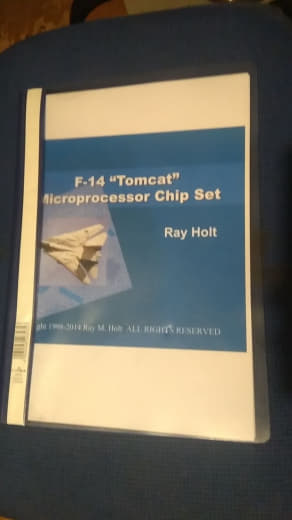 F-14 “Tomcat”
Microprocessor Chip Set
Ray Holt
1998-2014 Ray M. Holt ALL RIGHTS RESERVED